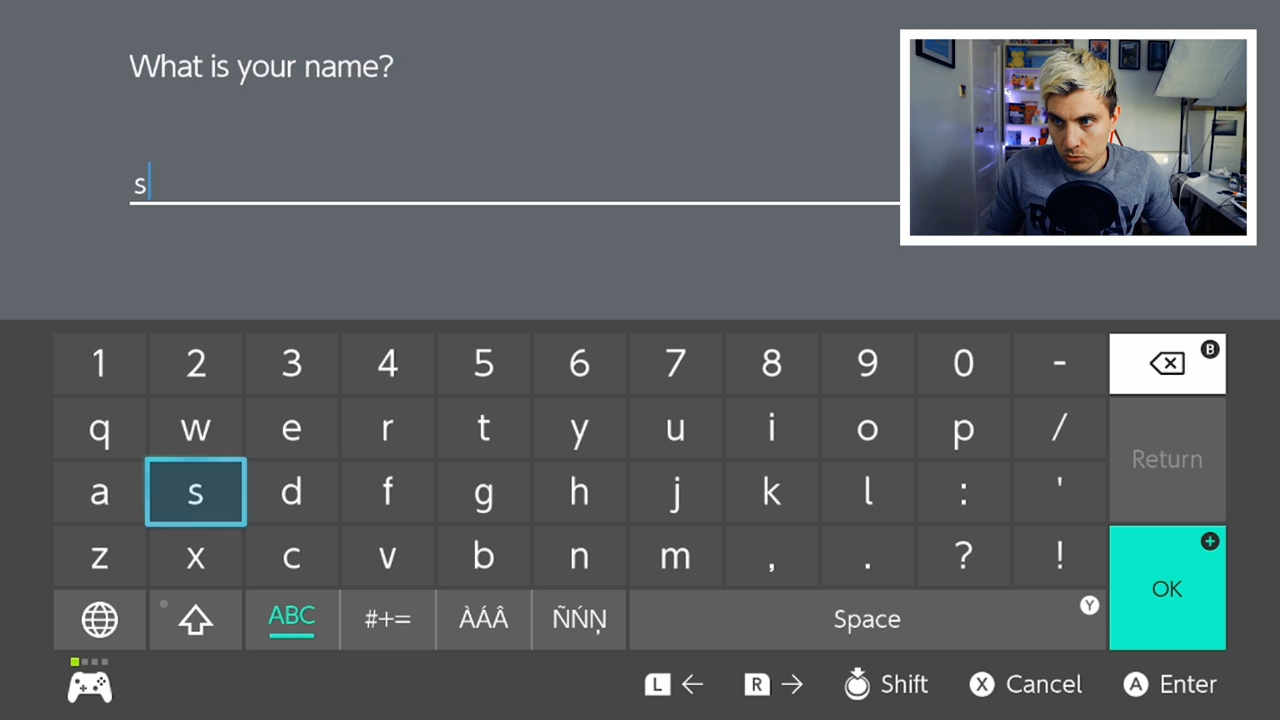 What is your name?
s
1 2 3 4 5 6 7 8 9 0 - B
q w e r t y u i o p / Return
a s d f g h j k l : '
z x c v b n m , . ? ! + OK
ABC #+= ÀÁÂ ÑŃŅ Space Y
L ← R → Shift X Cancel A Enter